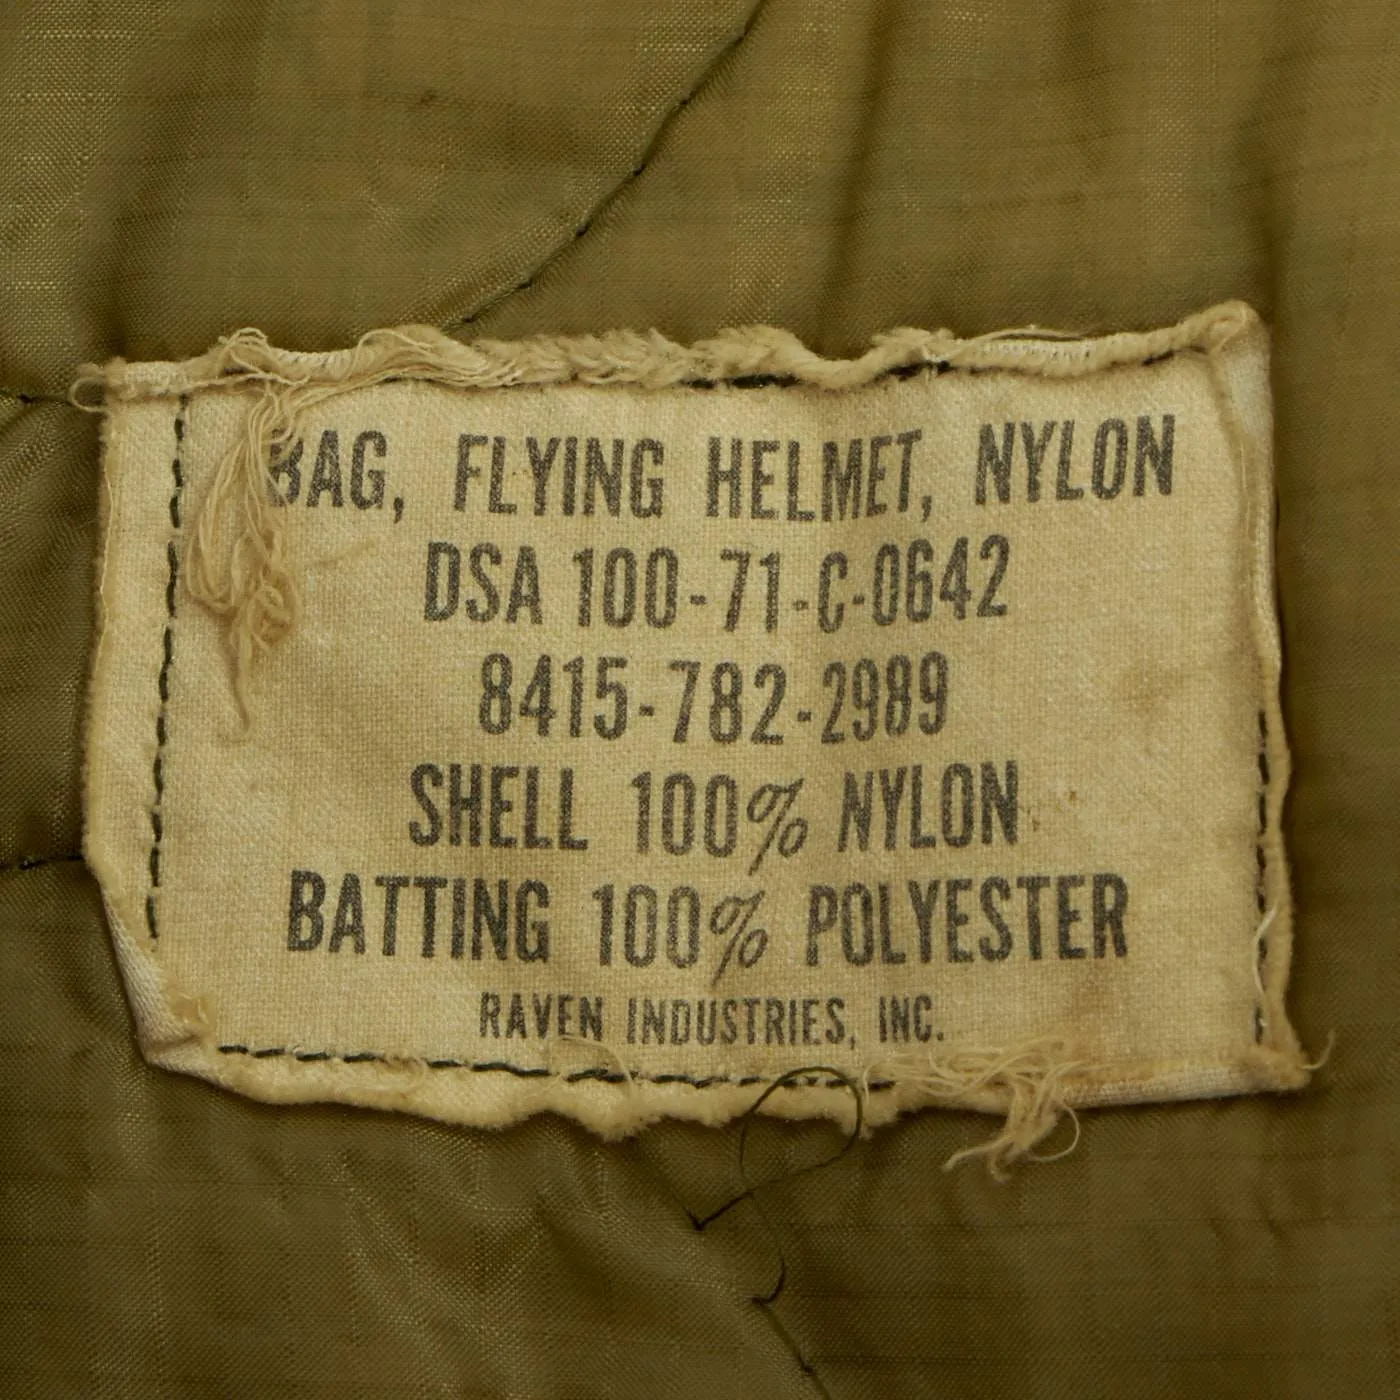 BAG, FLYING HELMET, NYLON
DSA 100-71-C-0642
8415-782-2989
SHELL 100% NYLON
BATTING 100% POLYESTER
RAVEN INDUSTRIES, INC.